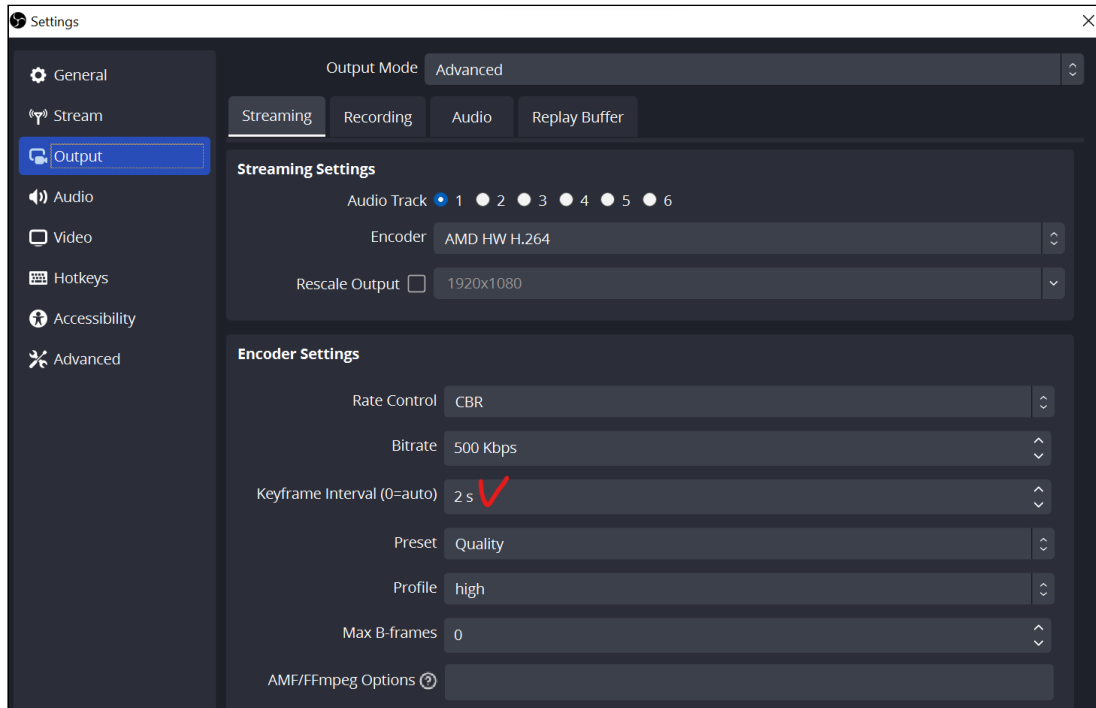 Settings
General
Stream
Output
Audio
Video
Hotkeys
Accessibility
Advanced
Output Mode Advanced
Streaming Recording Audio Replay Buffer
Streaming Settings
Audio Track 1 2 3 4 5 6
Encoder AMD HW H.264
Rescale Output 1920x1080
Encoder Settings
Rate Control CBR
Bitrate 500 Kbps
Keyframe Interval (0=auto) 2 s
Preset Quality
Profile high
Max B-frames 0
AMF/FFmpeg Options ?